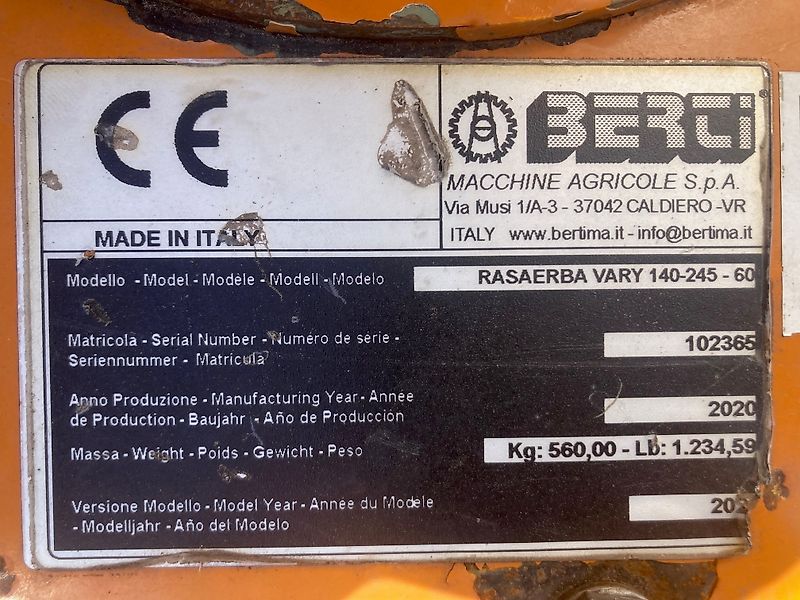 CE
BERTI
MACCHINE AGRICOLE S.p.A.
Via Musi 1/A-3 - 37042 CALDIERO -VR
ITALY www.bertima.it - info@bertima.it
MADE IN ITALY
Modello - Model - Modèle - Modell - Modelo RASAERBA VARY 140-245 - 60
Matricola - Serial Number - Numéro de série -
Seriennummer - Matricula 102365
Anno Produzione - Manufacturing Year - Année
de Production - Baujahr - Año de Producción 2020
Massa - Weight - Poids - Gewicht - Peso Kg: 560,00 - Lb: 1.234,59
Versione Modello - Model Year - Année du Modèle
- Modelljahr - Año del Modelo